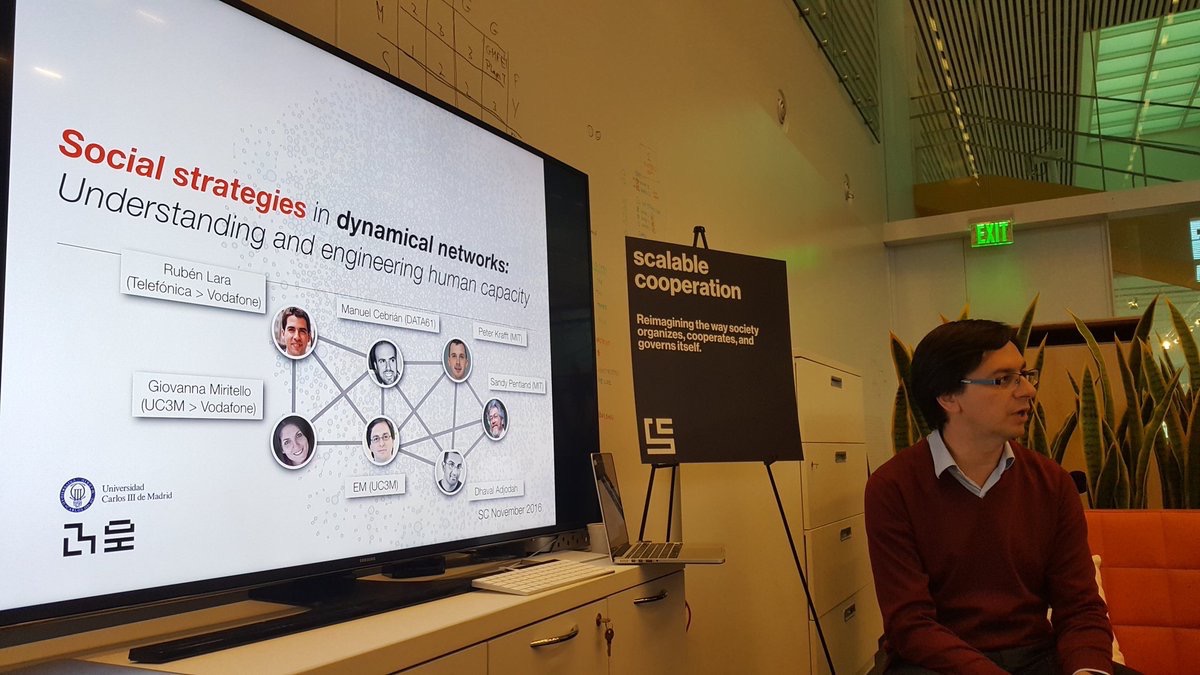 Social strategies in dynamical networks:
Understanding and engineering human capacity
Rubén Lara
(Telefónica > Vodafone)
Manuel Cebrián (DATA61)
Peter Krafft (MIT)
Giovanna Miritello
(UC3M > Vodafone)
Sandy Pentland (MIT)
EM (UC3M)
Dhaval Adjodah
SC November 2016
Universidad
Carlos III de Madrid
SAMSUNG
scalable
cooperation
Reimagining the way society
organizes, cooperates, and
governs itself.
EXIT